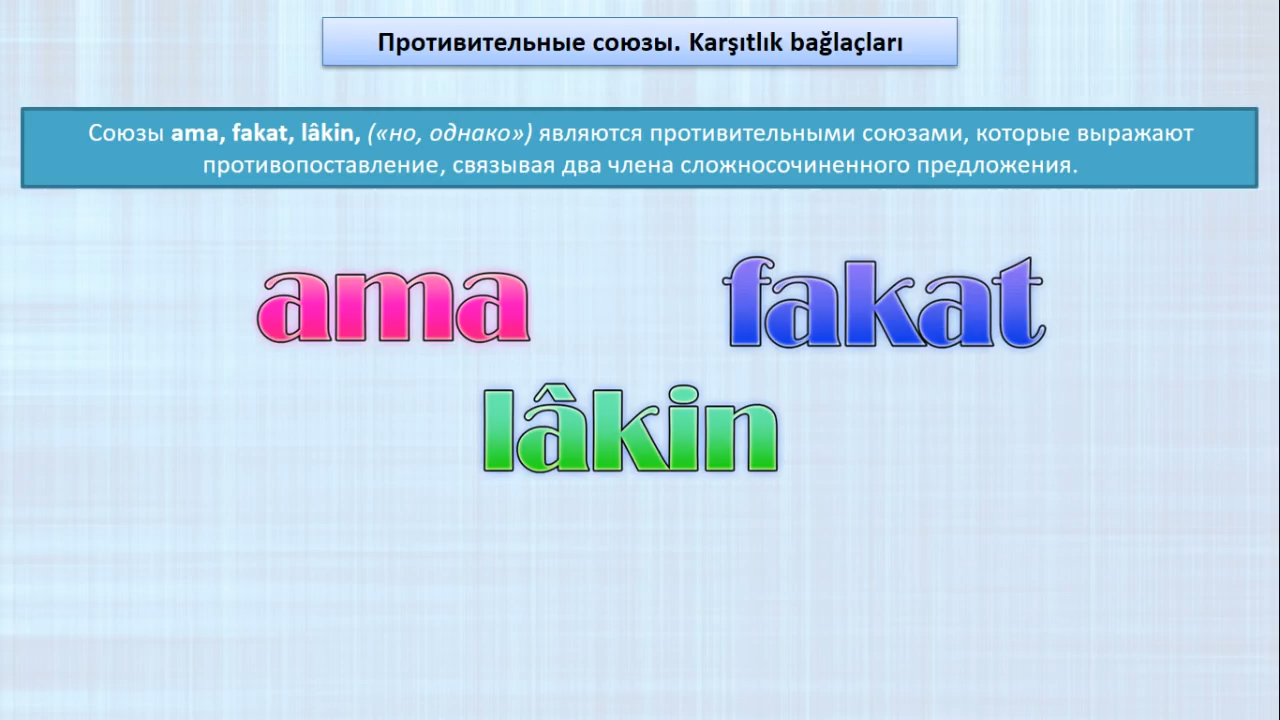 Противительные союзы. Karşıtlık bağlaçları
Союзы ama, fakat, lâkin, («но, однако») являются противительными союзами, которые выражают
противопоставление, связывая два члена сложносочиненного предложения.
ama
fakat
lâkin